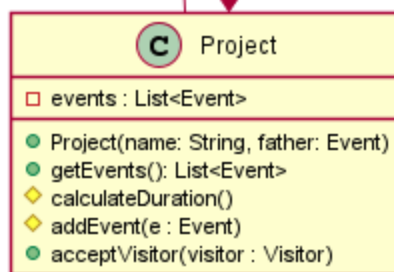 C Project
events : List<Event>
Project(name: String, father: Event)
getEvents(): List<Event>
calculateDuration()
addEvent(e : Event)
acceptVisitor(visitor : Visitor)